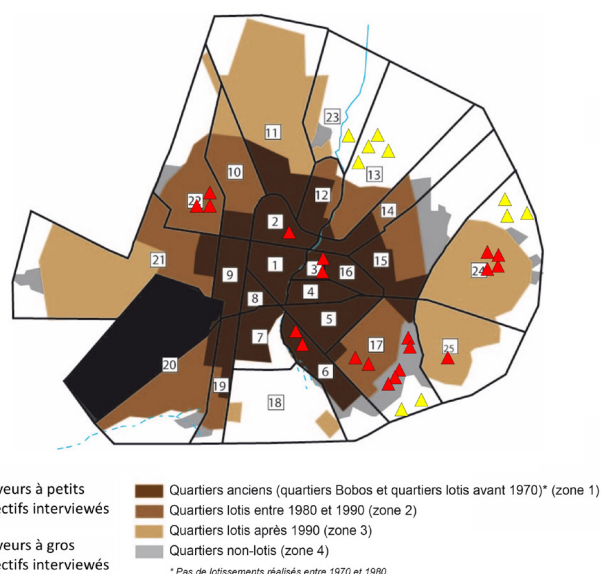 23
11
13
10
12
22
14
2
21
15
1
3
16
24
9
4
8
5
7
17
25
20
6
19
18
veurs à petits
ectifs interviewés
veurs à gros
ectifs interviewés
Quartiers anciens (quartiers Bobos et quartiers lotis avant 1970)* (zone 1)
Quartiers lotis entre 1980 et 1990 (zone 2)
Quartiers lotis après 1990 (zone 3)
Quartiers non-lotis (zone 4)
* Pas de lotissements réalisés entre 1970 et 1980